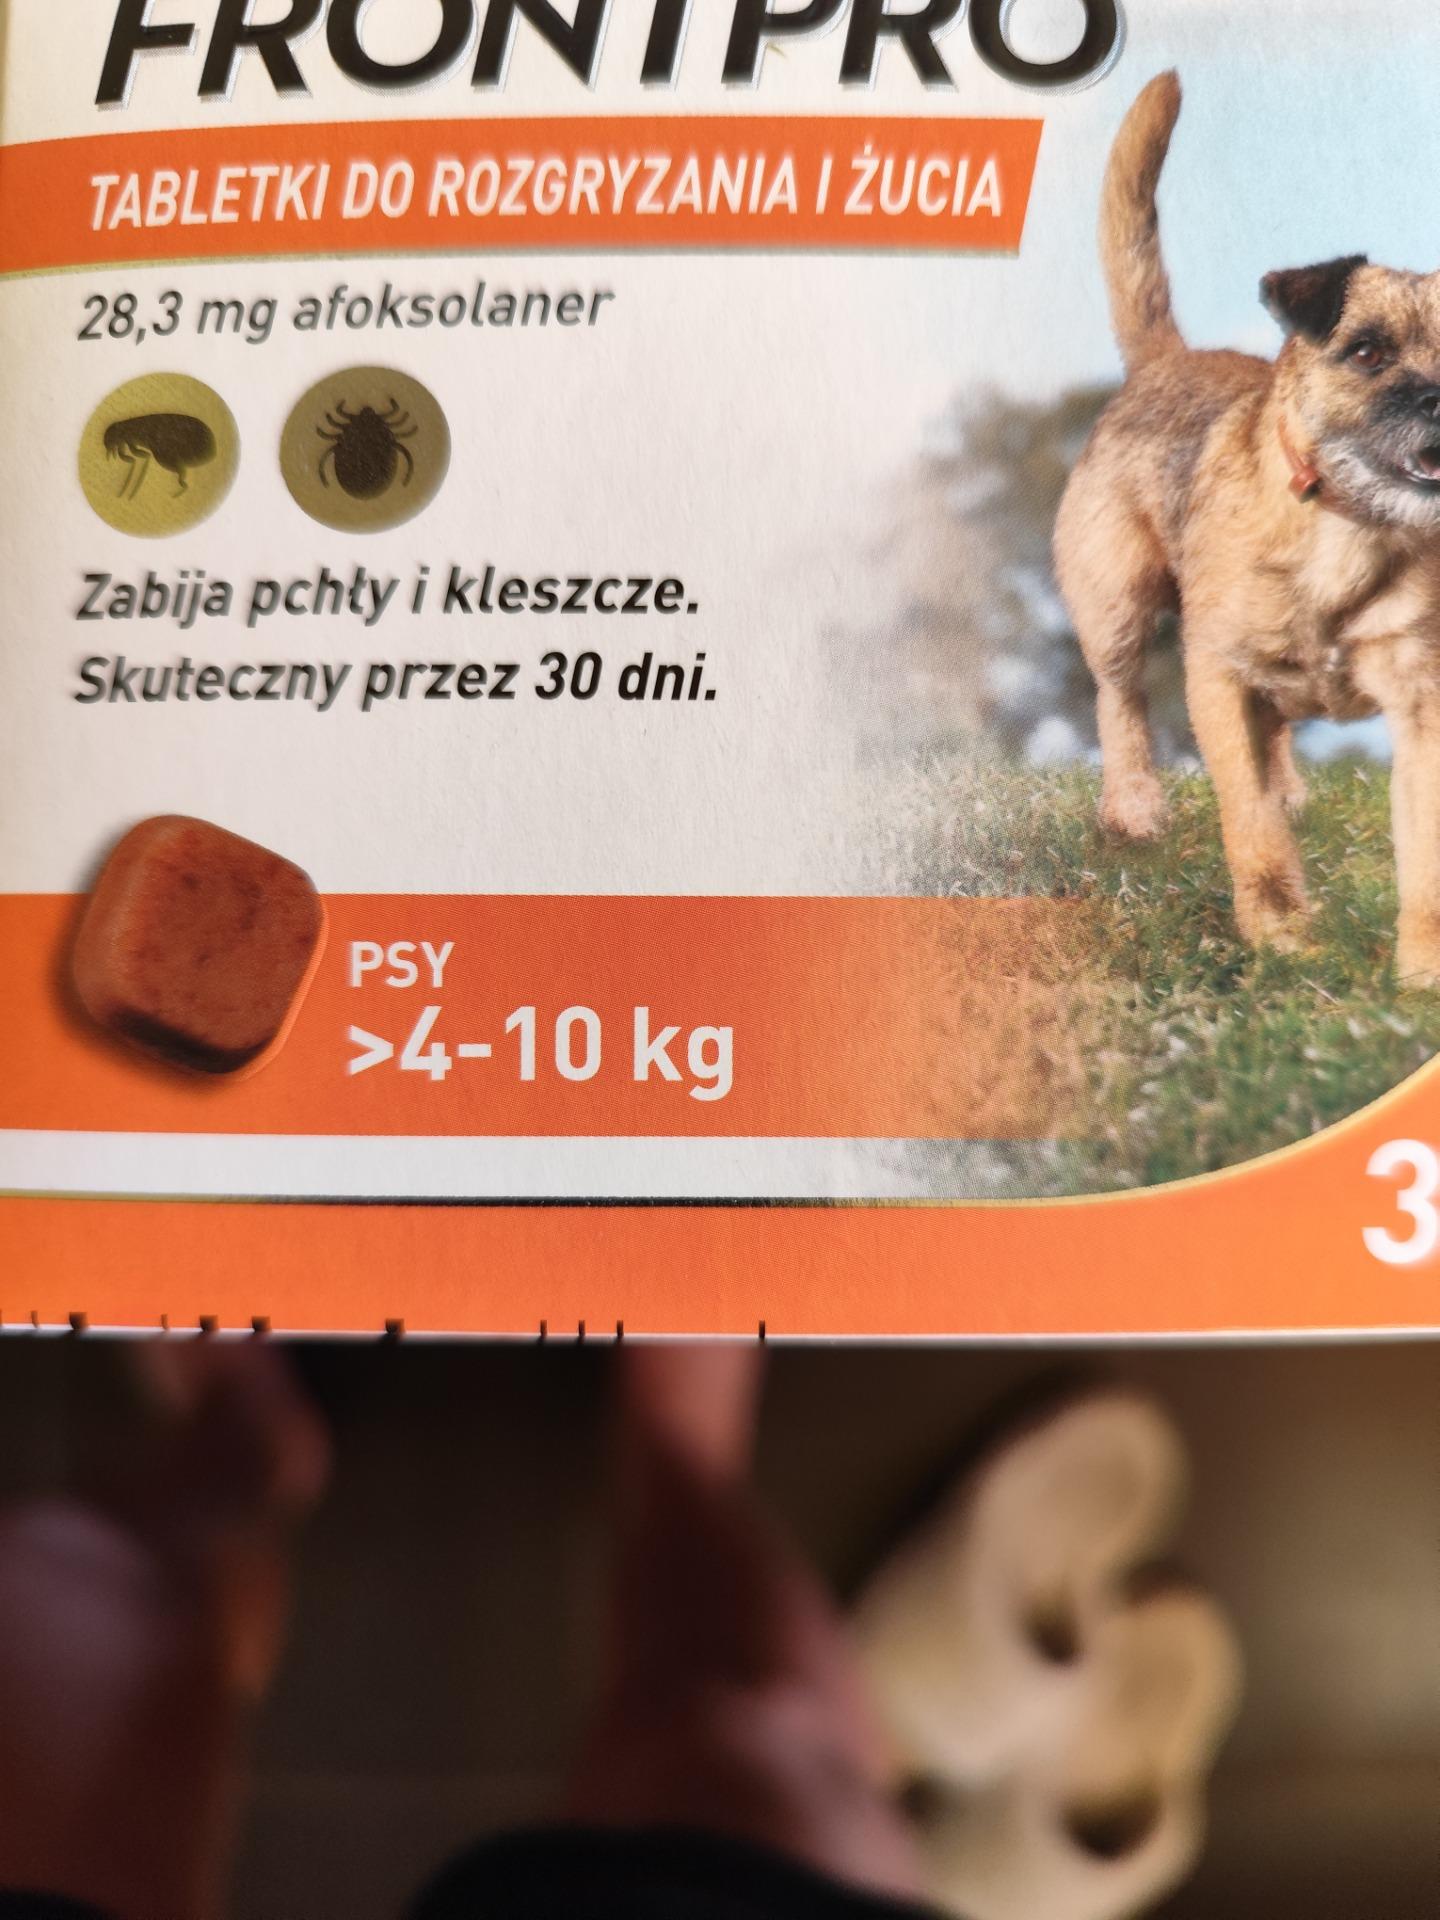 FRONTPRO
TABLETKI DO ROZGRYZANIA I ŻUCIA
28,3 mg afoksolaner
Zabija pchły i kleszcze.
Skuteczny przez 30 dni.
PSY
>4-10 kg
3